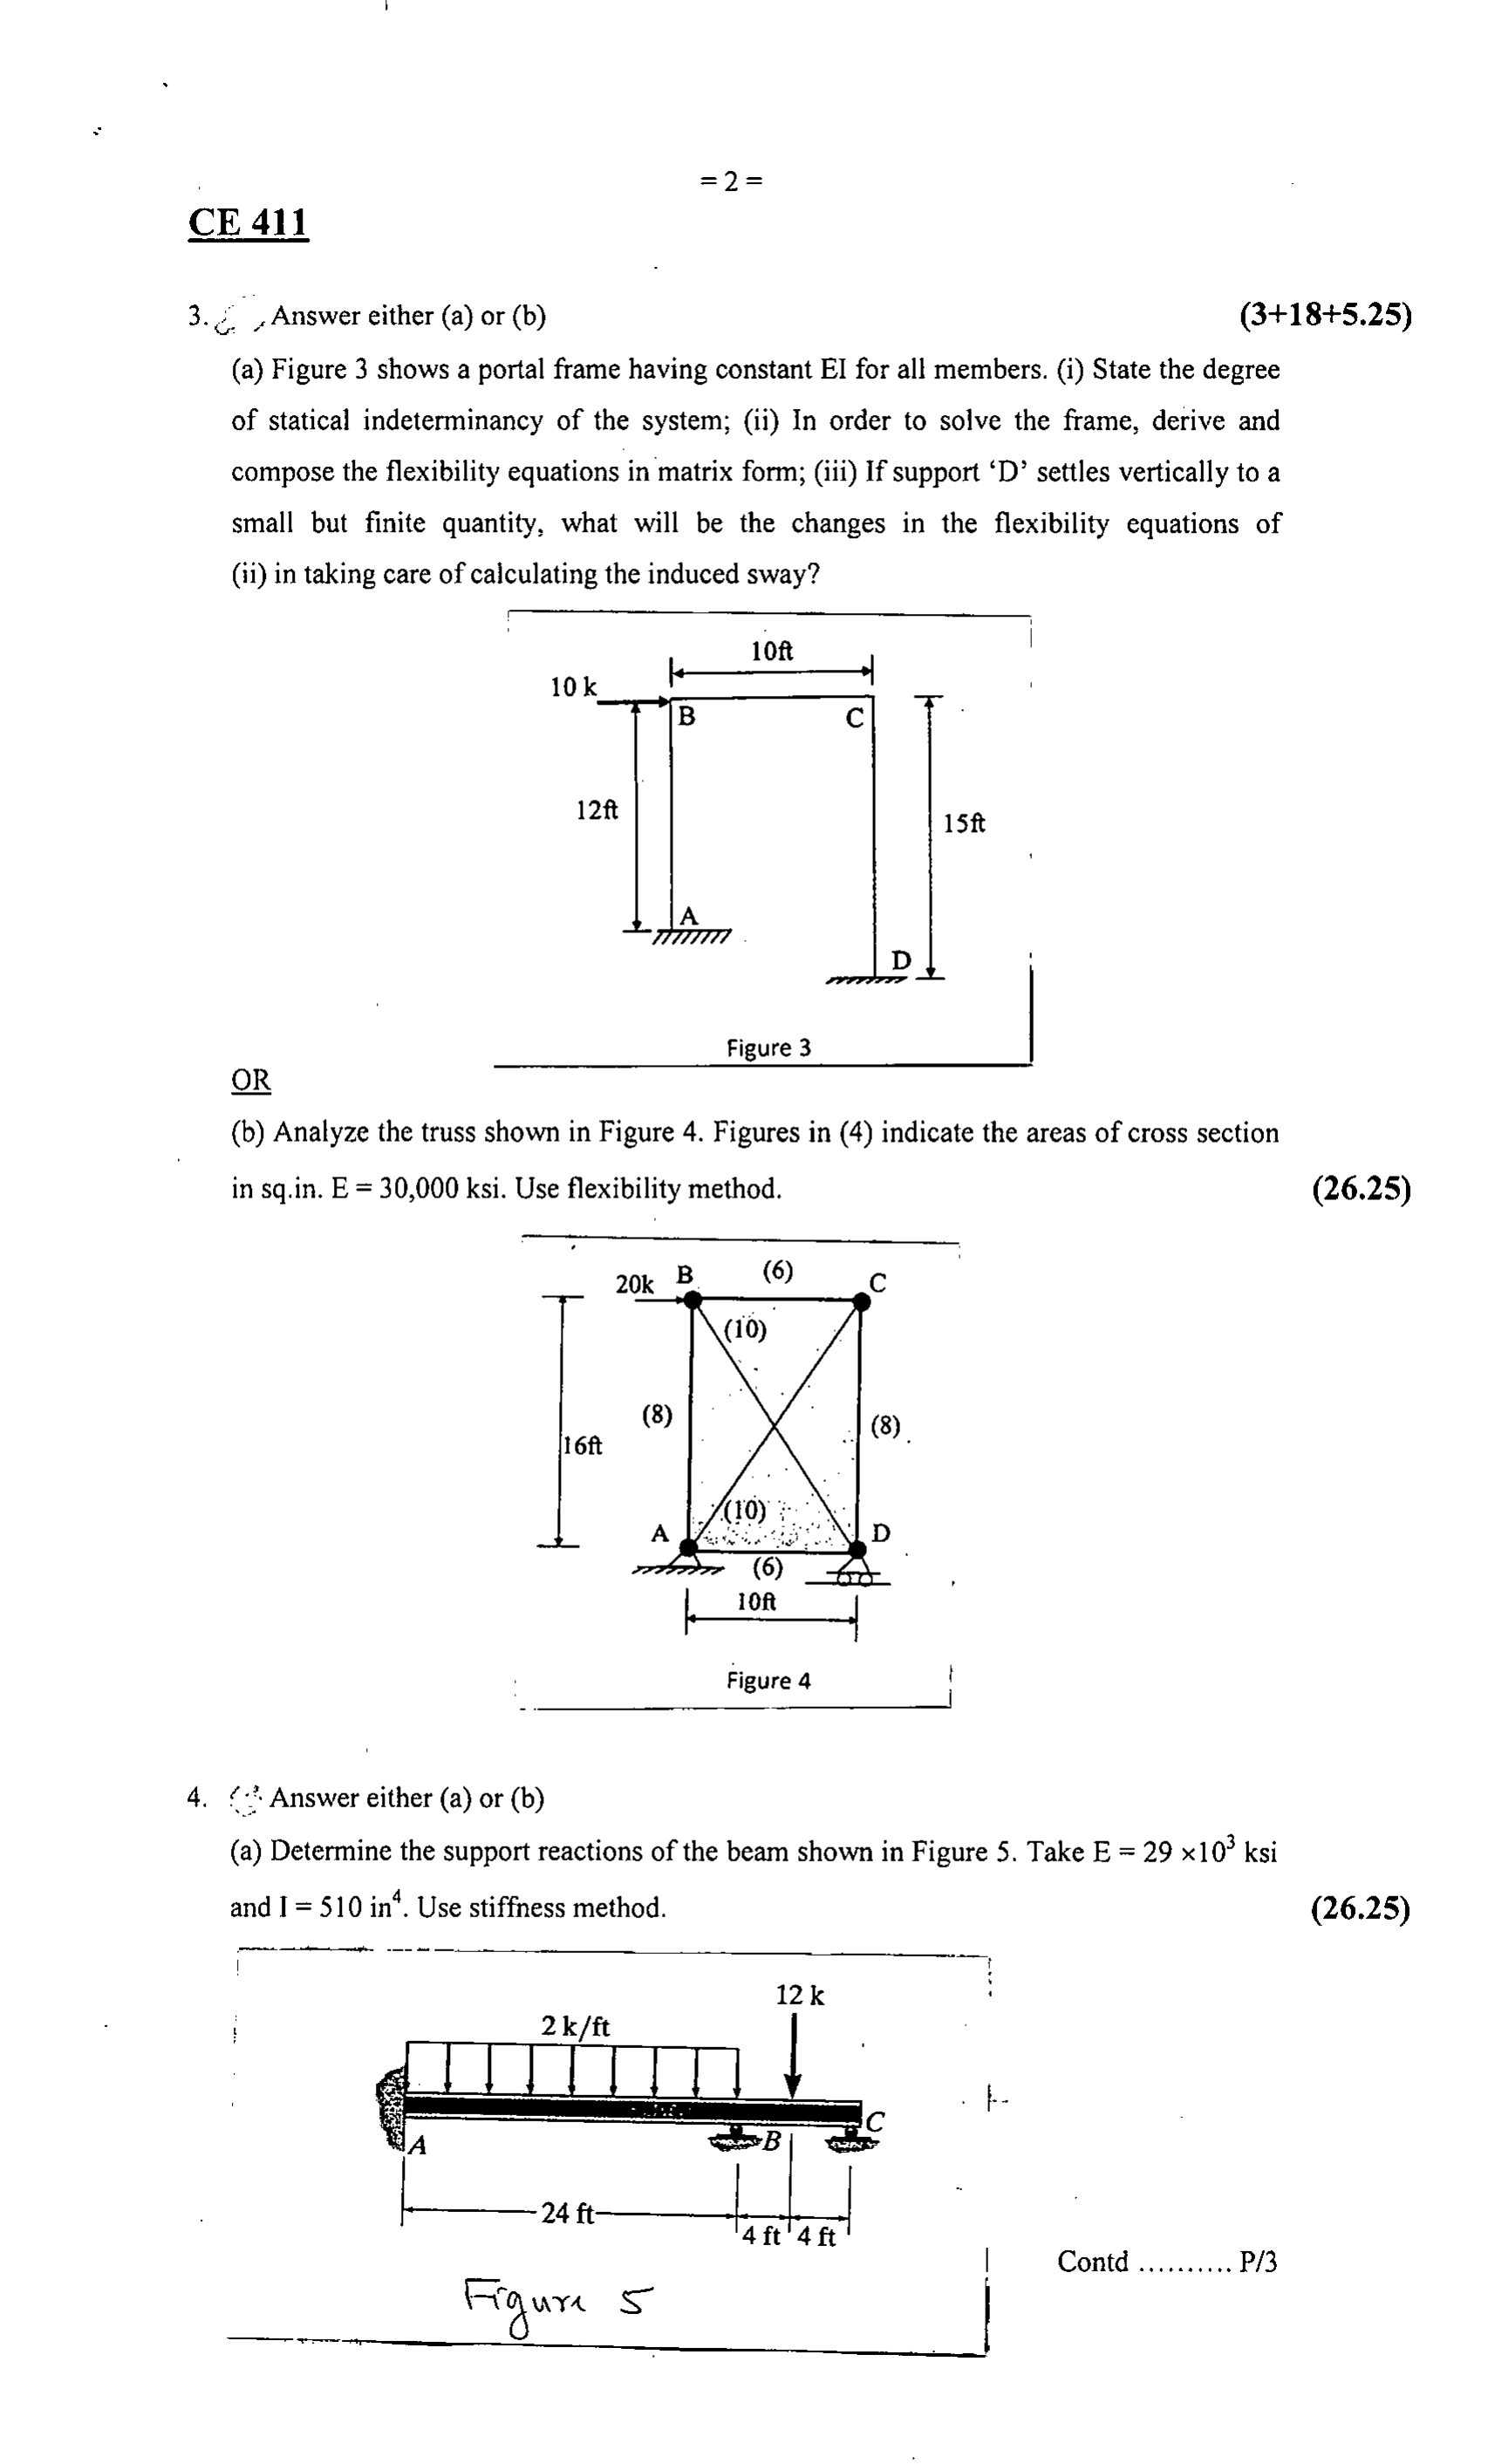 = 2 =
CE 411
3. Answer either (a) or (b) (3+18+5.25)
(a) Figure 3 shows a portal frame having constant EI for all members. (i) State the degree
of statical indeterminancy of the system; (ii) In order to solve the frame, derive and
compose the flexibility equations in matrix form; (iii) If support ‘D’ settles vertically to a
small but finite quantity, what will be the changes in the flexibility equations of
(ii) in taking care of calculating the induced sway?
10ft
10 k
B
C
12ft
15ft
A
D
Figure 3
OR
(b) Analyze the truss shown in Figure 4. Figures in (4) indicate the areas of cross section
in sq.in. E = 30,000 ksi. Use flexibility method. (26.25)
20k
B
(6)
C
(10)
(8)
(8)
16ft
(10)
A
D
(6)
10ft
Figure 4
4. Answer either (a) or (b)
(a) Determine the support reactions of the beam shown in Figure 5. Take E = 29 ×10³ ksi
and I = 510 in⁴. Use stiffness method. (26.25)
12 k
2 k/ft
A
B
C
24 ft
4 ft 4 ft
Contd .......... P/3
Figure 5